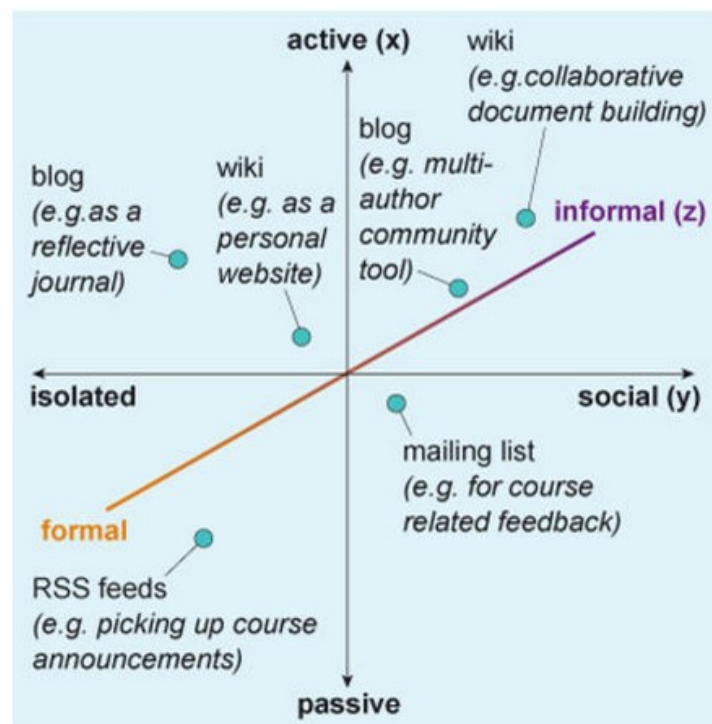 active (x)
wiki
(e.g.collaborative
document building)
blog
(e.g. multi-
author
community
tool)
wiki
(e.g. as a
personal
website)
blog
(e.g.as a
reflective
journal)
informal (z)
isolated
social (y)
mailing list
(e.g. for course
related feedback)
formal
RSS feeds
(e.g. picking up course
announcements)
passive